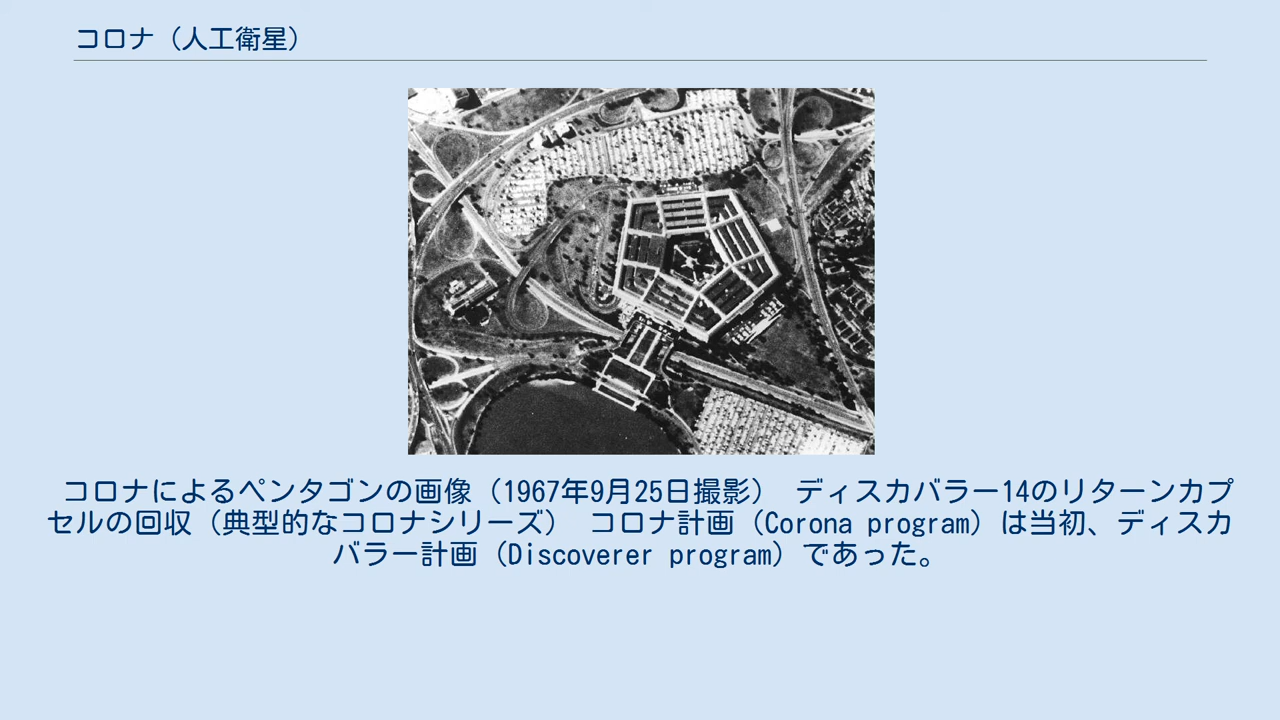 コロナ（人工衛星）
コロナによるペンタゴンの画像（1967年9月25日撮影） ディスカバラー14のリターンカプ
セルの回収（典型的なコロナシリーズ） コロナ計画（Corona program）は当初、ディスカ
バラー計画（Discoverer program）であった。